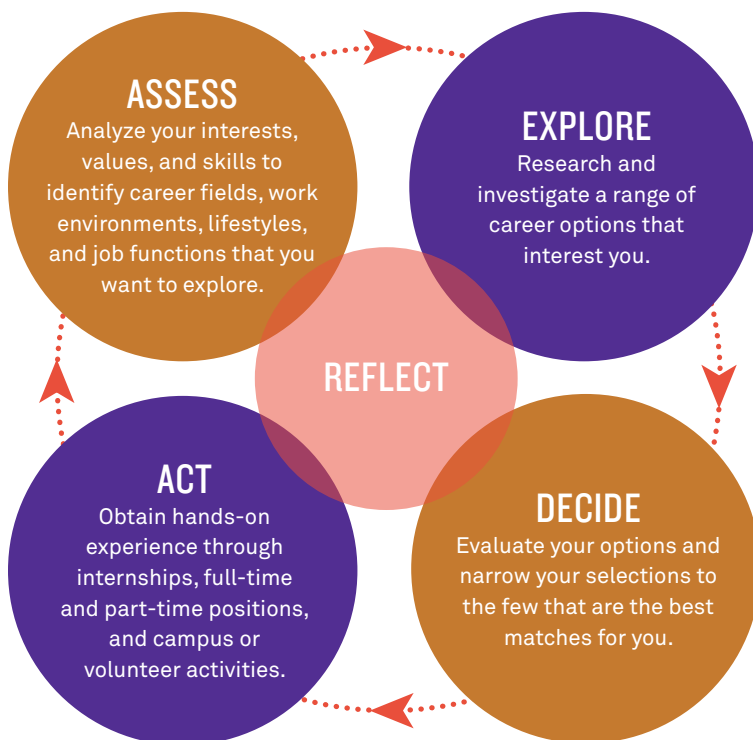 ASSESS
Analyze your interests,
values, and skills to
identify career fields, work
environments, lifestyles,
and job functions that you
want to explore.
EXPLORE
Research and
investigate a range of
career options that
interest you.
REFLECT
ACT
Obtain hands-on
experience through
internships, full-time
and part-time positions,
and campus or
volunteer activities.
DECIDE
Evaluate your options and
narrow your selections to
the few that are the best
matches for you.